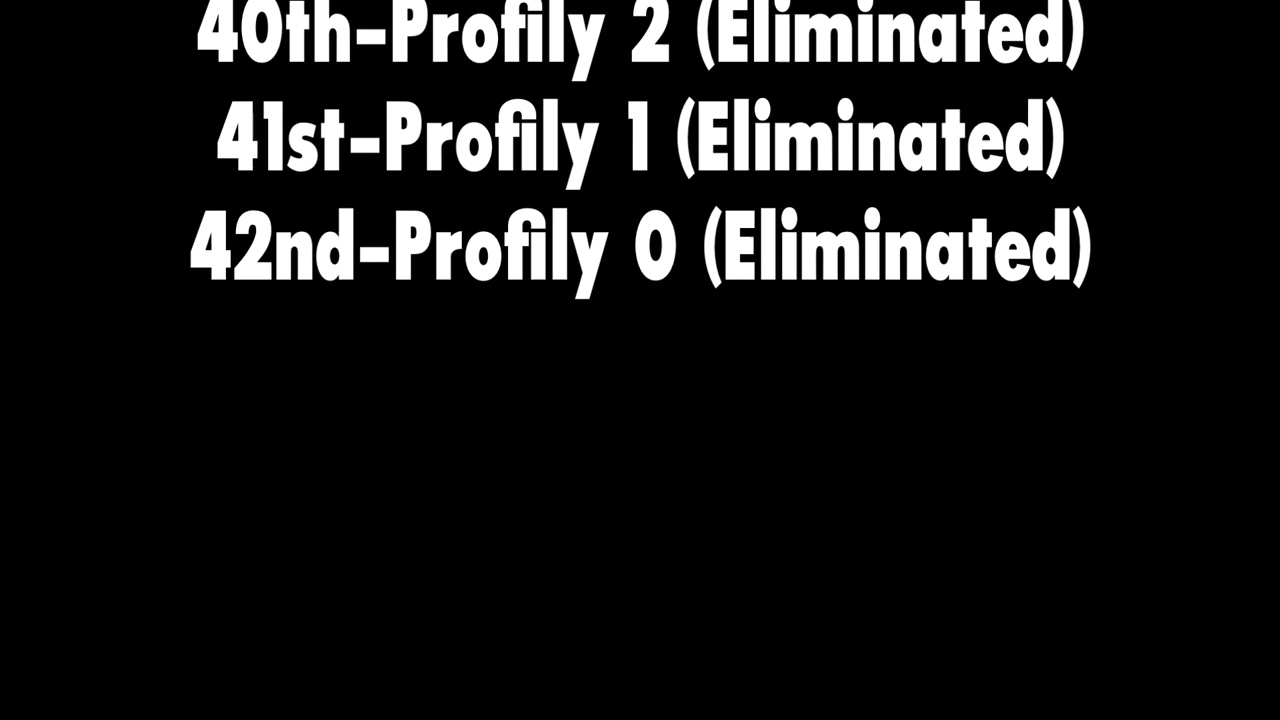 40th-Profily 2 (Eliminated)
41st-Profily 1 (Eliminated)
42nd-Profily 0 (Eliminated)